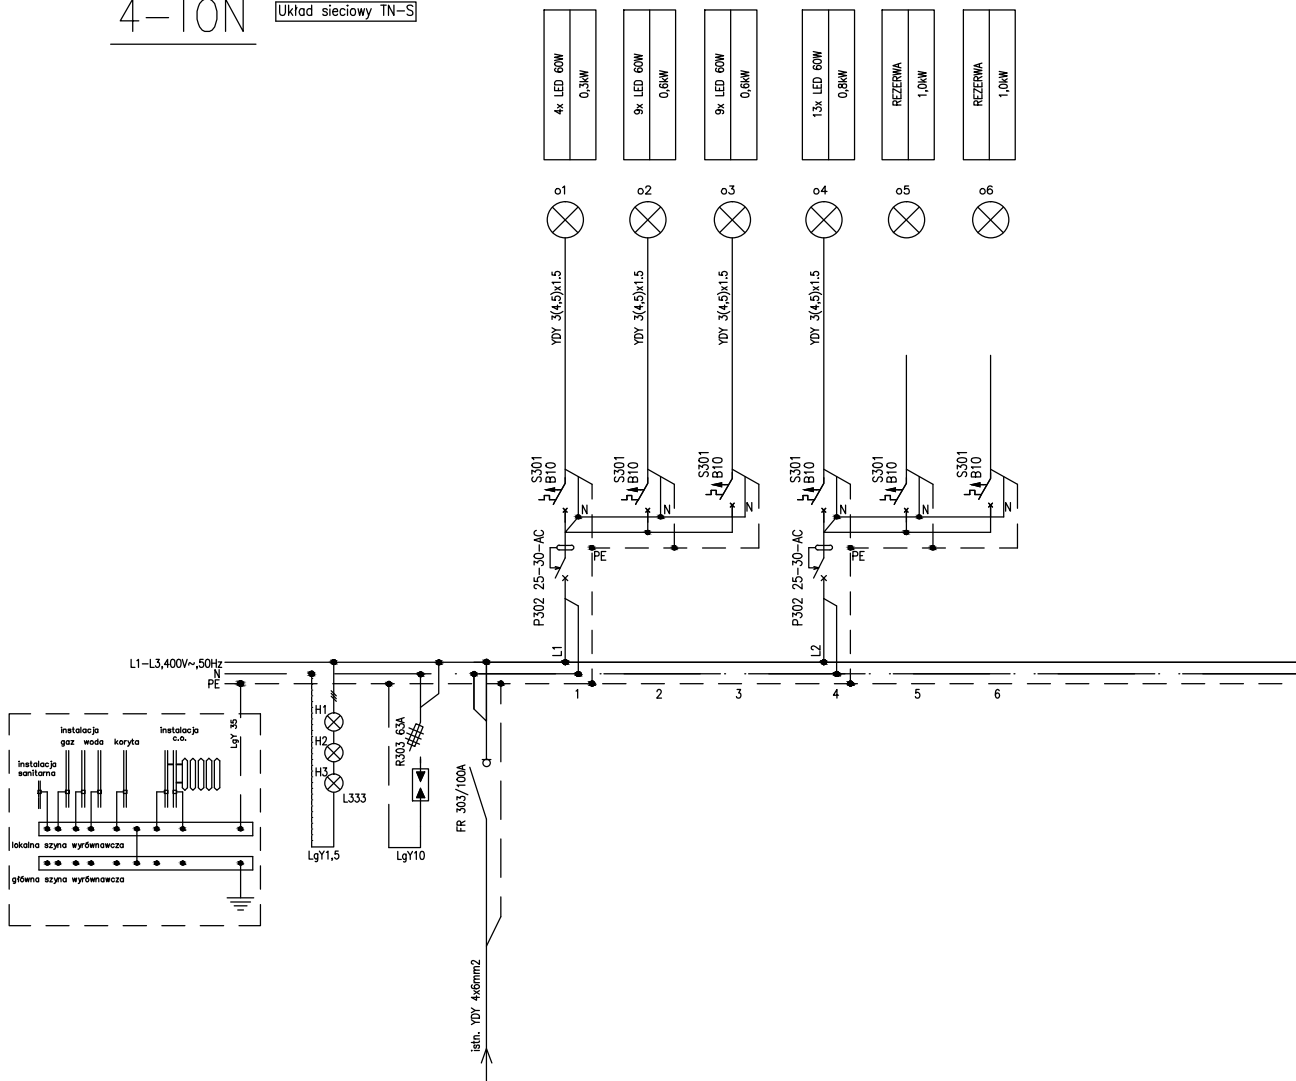 4-TON
Układ sieciowy TN-S
4x LED 60W
0,3kW
9x LED 60W
0,6kW
9x LED 60W
0,6kW
13x LED 60W
0,8kW
REZERWA
1,0kW
REZERWA
1,0kW
o1
o2
o3
o4
o5
o6
YDY 3(4,5)x1.5
YDY 3(4,5)x1.5
YDY 3(4,5)x1.5
YDY 3(4,5)x1.5
S301
B10
S301
B10
S301
B10
S301
B10
S301
B10
S301
B10
N
N
N
N
N
N
P302 25-30-AC
PE
P302 25-30-AC
PE
L1
L2
L1-L3,400V~,50Hz
N
PE
1
2
3
4
5
6
LgY 35
instalacja
gaz woda
koryta
instalacja
c.o.
instalacja
sanitarna
lokalna szyna wyrównawcza
główna szyna wyrównawcza
H1
H2
H3
L333
LgY1,5
R303 63A
LgY10
FR 303/100A
istn. YDY 4x6mm2